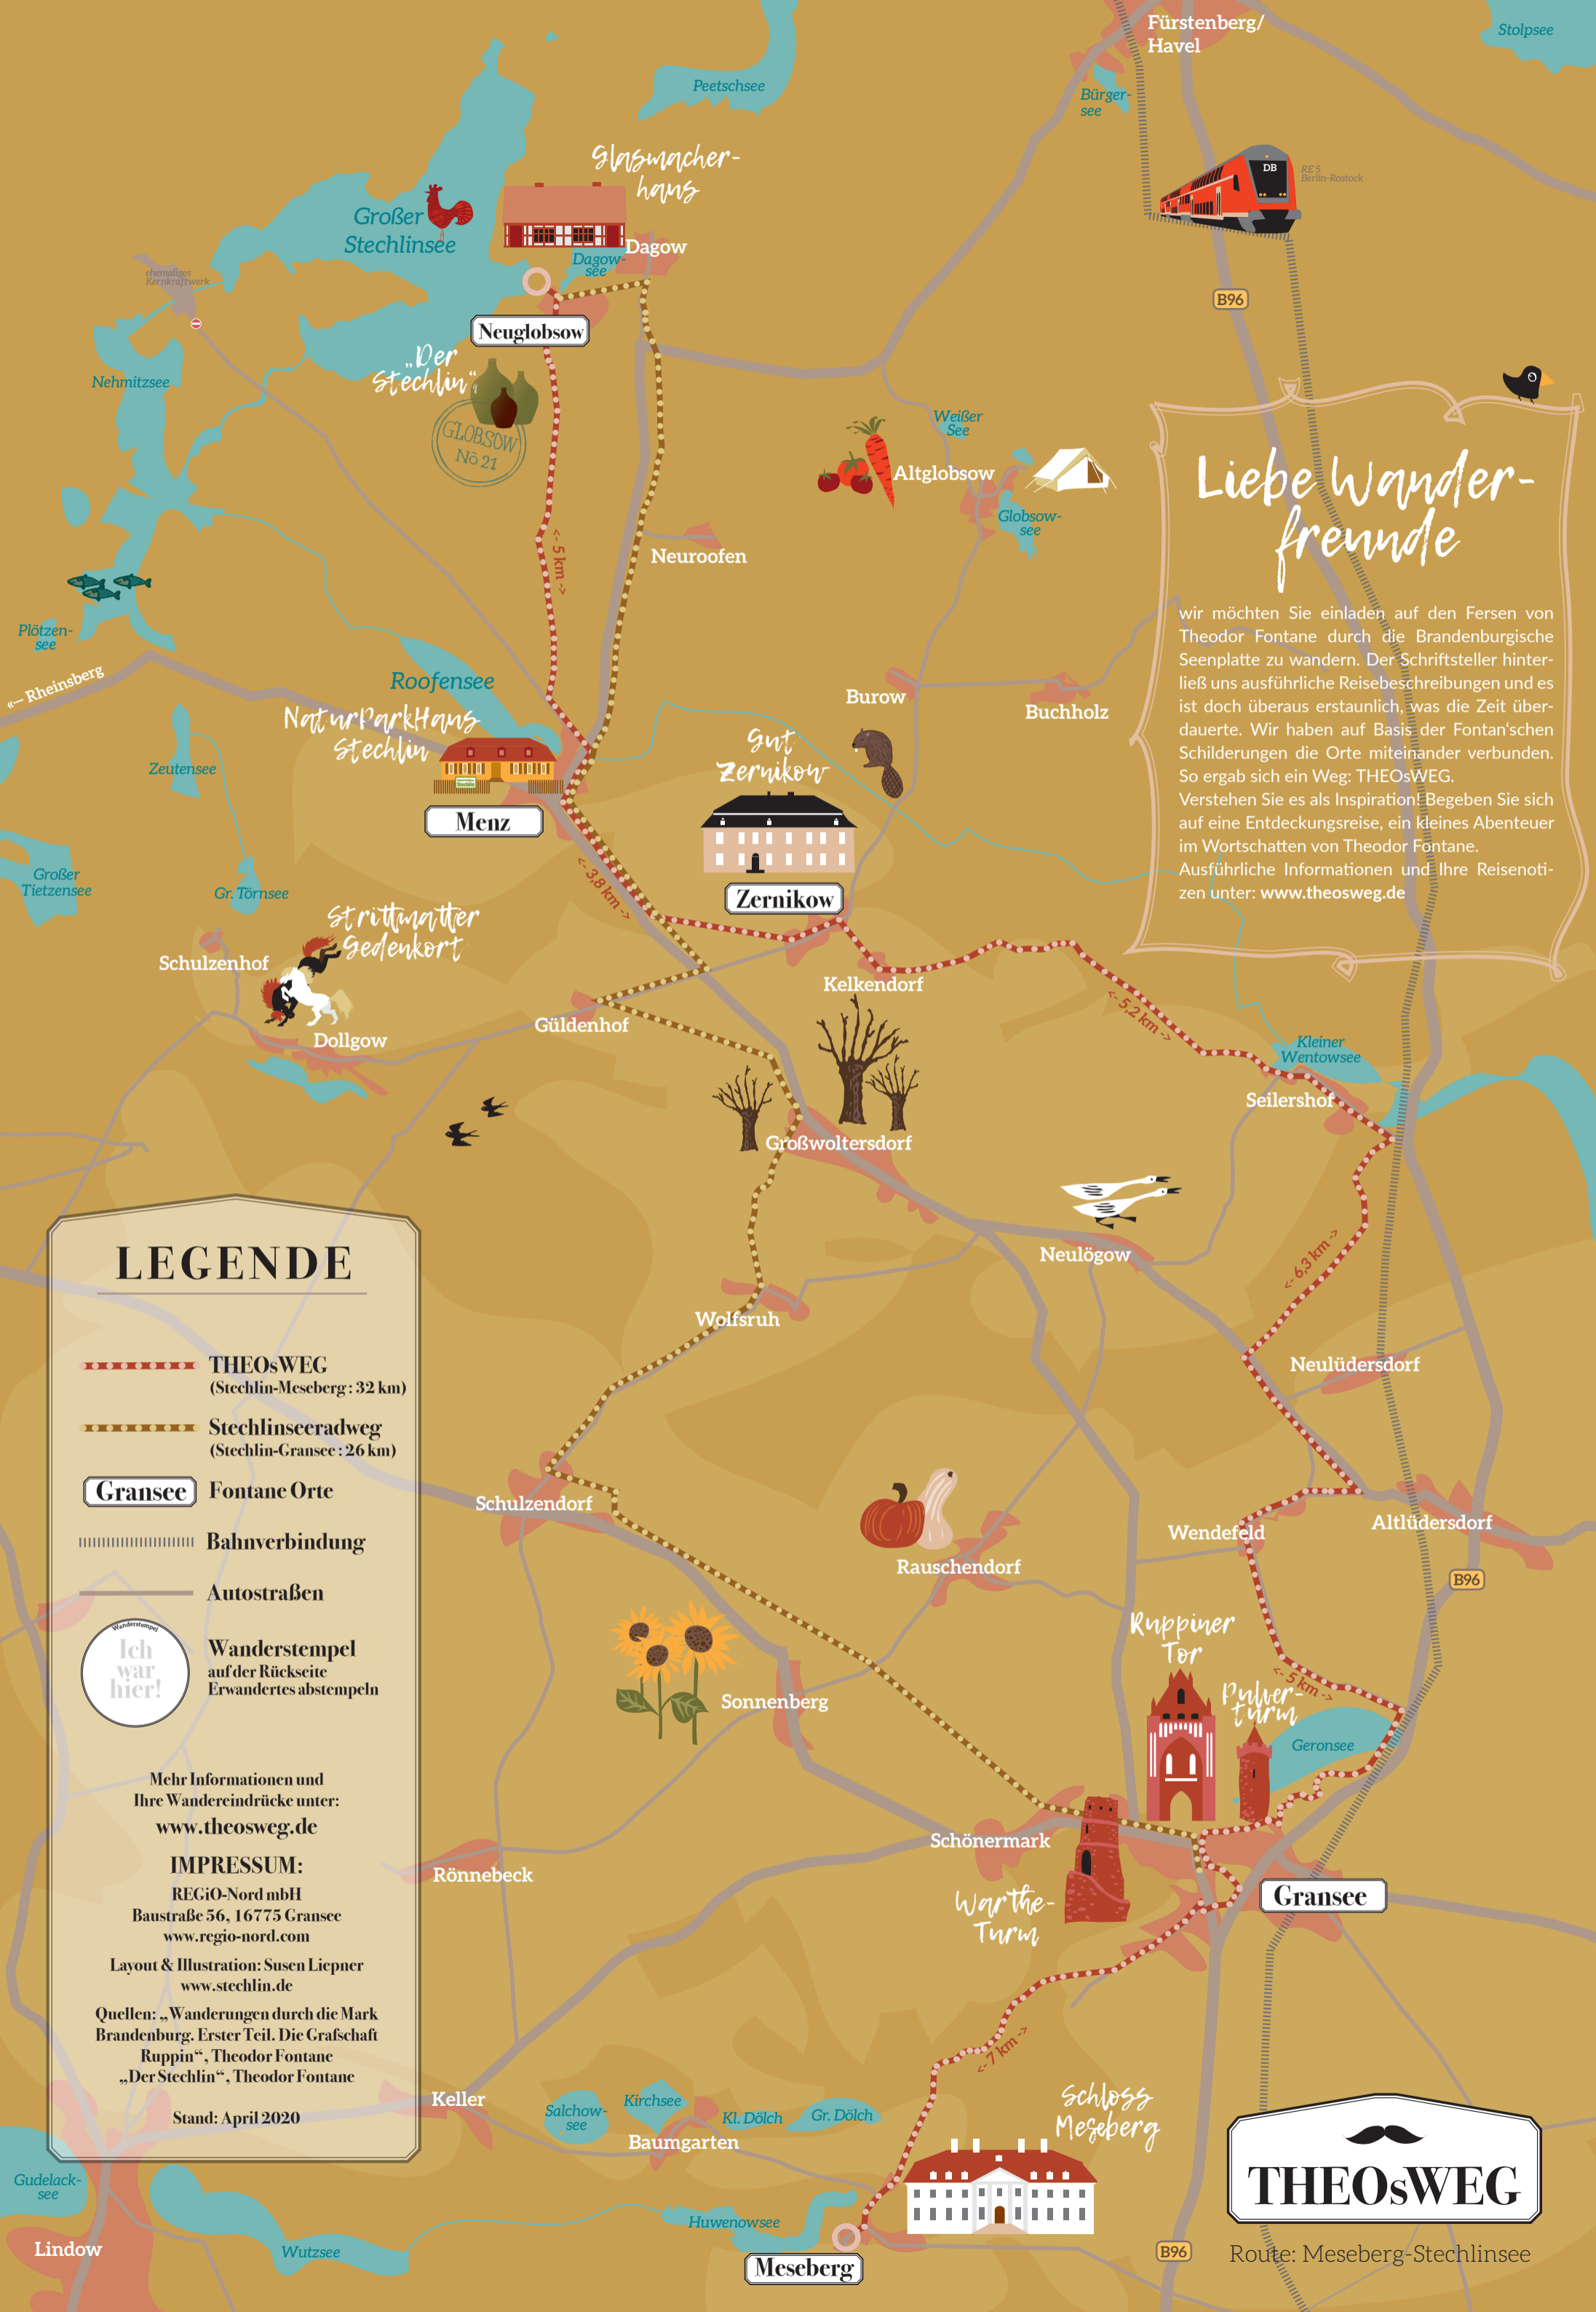 Fürstenberg/
Havel
Stolpsee
Peetschsee
Bürger-
see
Glasmacher-
haus
DB
RE 5
Berlin-Rostock
Großer
Stechlinsee
Dagow
Dagow-
see
ehemaliges
Kernkraftwerk
B96
Neuglobsow
„Der
Stechlin“
Nehmitzsee
GLOBSOW
No 21
Weißer
See
Altglobsow
Globsow-
see
Liebe Wander-
freunde
<- 5 km ->
Neuroofen
wir möchten Sie einladen auf den Fersen von
Theodor Fontane durch die Brandenburgische
Seenplatte zu wandern. Der Schriftsteller hinter-
ließ uns ausführliche Reisebeschreibungen und es
ist doch überaus erstaunlich, was die Zeit über-
dauerte. Wir haben auf Basis der Fontan'schen
Schilderungen die Orte miteinander verbunden.
So ergab sich ein Weg: THEOsWEG.
Verstehen Sie es als Inspiration! Begeben Sie sich
auf eine Entdeckungsreise, ein kleines Abenteuer
im Wortschatten von Theodor Fontane.
Ausführliche Informationen und Ihre Reisenoti-
zen unter: www.theosweg.de
Plötzen-
see
«— Rheinsberg
Roofensee
NaturParkHaus
Stechlin
Burow
Buchholz
Zeutensee
Gut
Zernikow
Menz
Großer
Tietzensee
Gr. Törnsee
<- 3,8 km ->
Zernikow
Strittmatter
Gedenkort
Schulzenhof
Kelkendorf
Güldenhof
Dollgow
<- 5,2 km ->
Kleiner
Wentowsee
Seilershof
Großwoltersdorf
Neulögow
<- 6,3 km ->
Wolfsruh
Neulüdersdorf
Schulzendorf
Wendefeld
Altlüdersdorf
Rauschendorf
B96
Ruppiner
Tor
<- 5 km ->
Pulver-
turm
Sonnenberg
Geronsee
Schönermark
Rönnebeck
Gransee
Warthe-
Turm
<- 7 km ->
LEGENDE
THEOsWEG
(Stechlin-Meseberg : 32 km)
Stechlinseeradweg
(Stechlin-Gransee : 26 km)
Gransee
Fontane Orte
Bahnverbindung
Autostraßen
Wanderstempel
Ich
war
hier!
Wanderstempel
auf der Rückseite
Erwandertes abstempeln
Mehr Informationen und
Ihre Wandereindrücke unter:
www.theosweg.de
IMPRESSUM:
REGiO-Nord mbH
Baustraße 56, 16775 Gransee
www.regio-nord.com
Layout & Illustration: Susen Liepner
www.stechlin.de
Quellen: „Wanderungen durch die Mark
Brandenburg. Erster Teil. Die Grafschaft
Ruppin“, Theodor Fontane
„Der Stechlin“, Theodor Fontane
Stand: April 2020
Keller
Salchow-
see
Kirchsee
Kl. Dölch
Gr. Dölch
Baumgarten
Schloss
Meseberg
Gudelack-
see
Lindow
Wutzsee
Huwenowsee
Meseberg
B96
THEOsWEG
Route: Meseberg-Stechlinsee